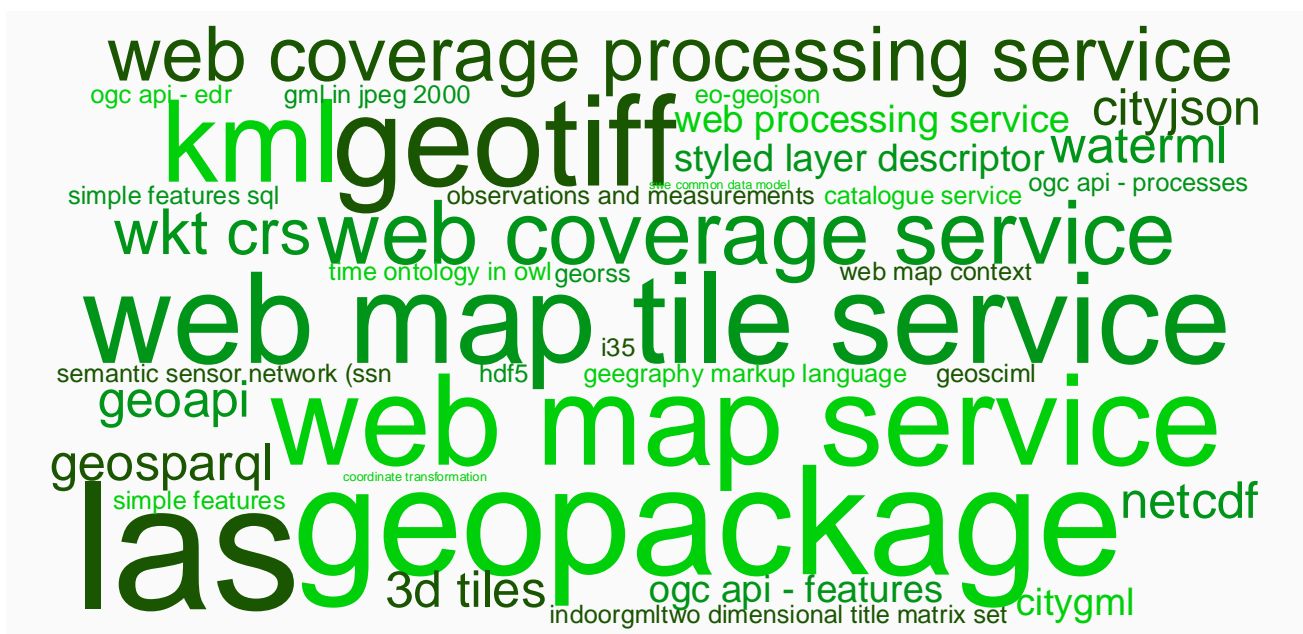 web coverage processing service
ogc api - edr gml in jpeg 2000 eo-geojson
kml geotiff web processing service cityjson
styled layer descriptor waterml
swe common data model ogc api - processes
simple features sql observations and measurements catalogue service
wkt crs web coverage service
time ontology in owl georss web map context
web map tile service
i35
semantic sensor network (ssn hdf5 geegraphy markup language geosciml
geoapi web map service
geosparql
coordinate transformation
las simple features geopackage netcdf
3d tiles ogc api - features citygml
indoorgml two dimensional title matrix set